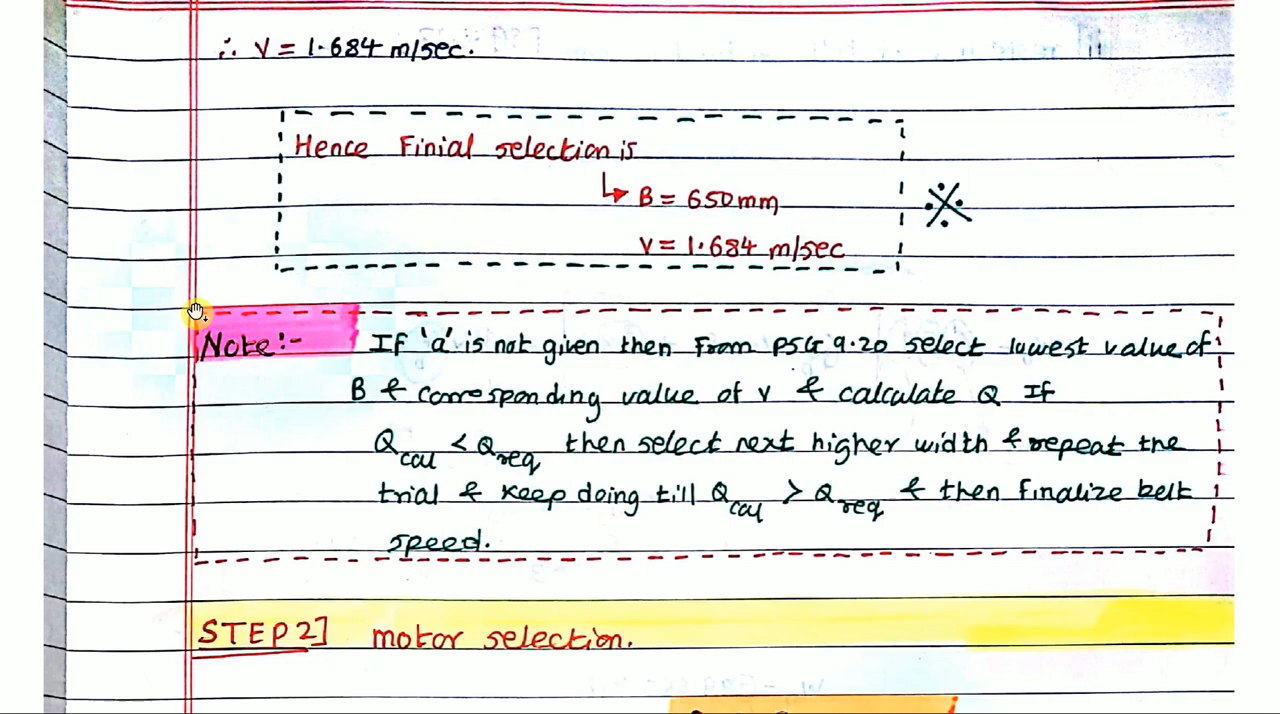 ∴ V = 1.684 m/sec.
Hence Finial selection is
↳ B = 650mm
V = 1.684 m/sec
Note:- If 'a' is not given then from PSG 9.20 select lowest value of
B & corresponding value of V & calculate Q If
Qcal < Qreq then select next higher width & repeat the
trial & keep doing till Qcal > Qreq & then finalize belt
speed.
STEP 2] motor selection.